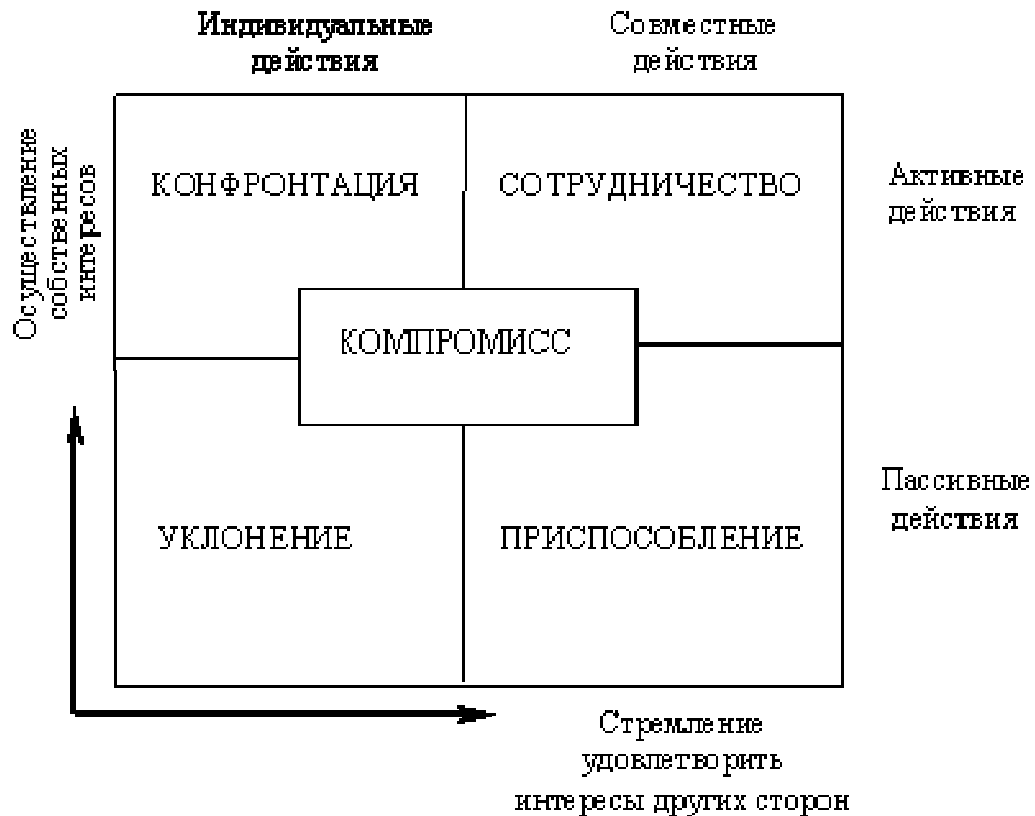 Индивидуальные
действия
Совместные
действия
Осуществление
собственных
интересов
КОНФРОНТАЦИЯ
СОТРУДНИЧЕСТВО
Активные
действия
КОМПРОМИСС
УКЛОНЕНИЕ
ПРИСПОСОБЛЕНИЕ
Пассивные
действия
Стремление
удовлетворить
интересы других сторон